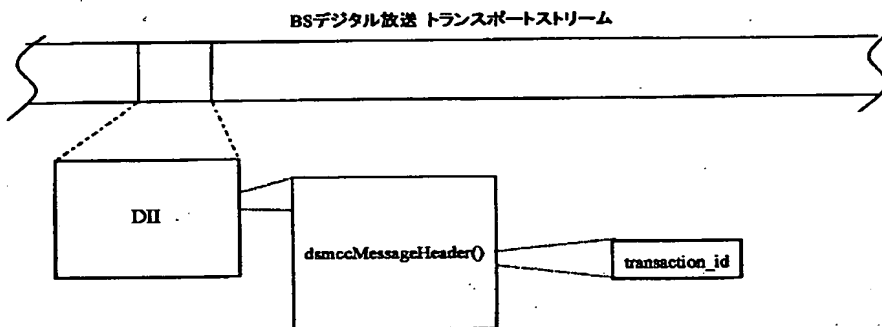 BSデジタル放送 トランスポートストリーム
DII
dsmccMessageHeader()
transaction_id